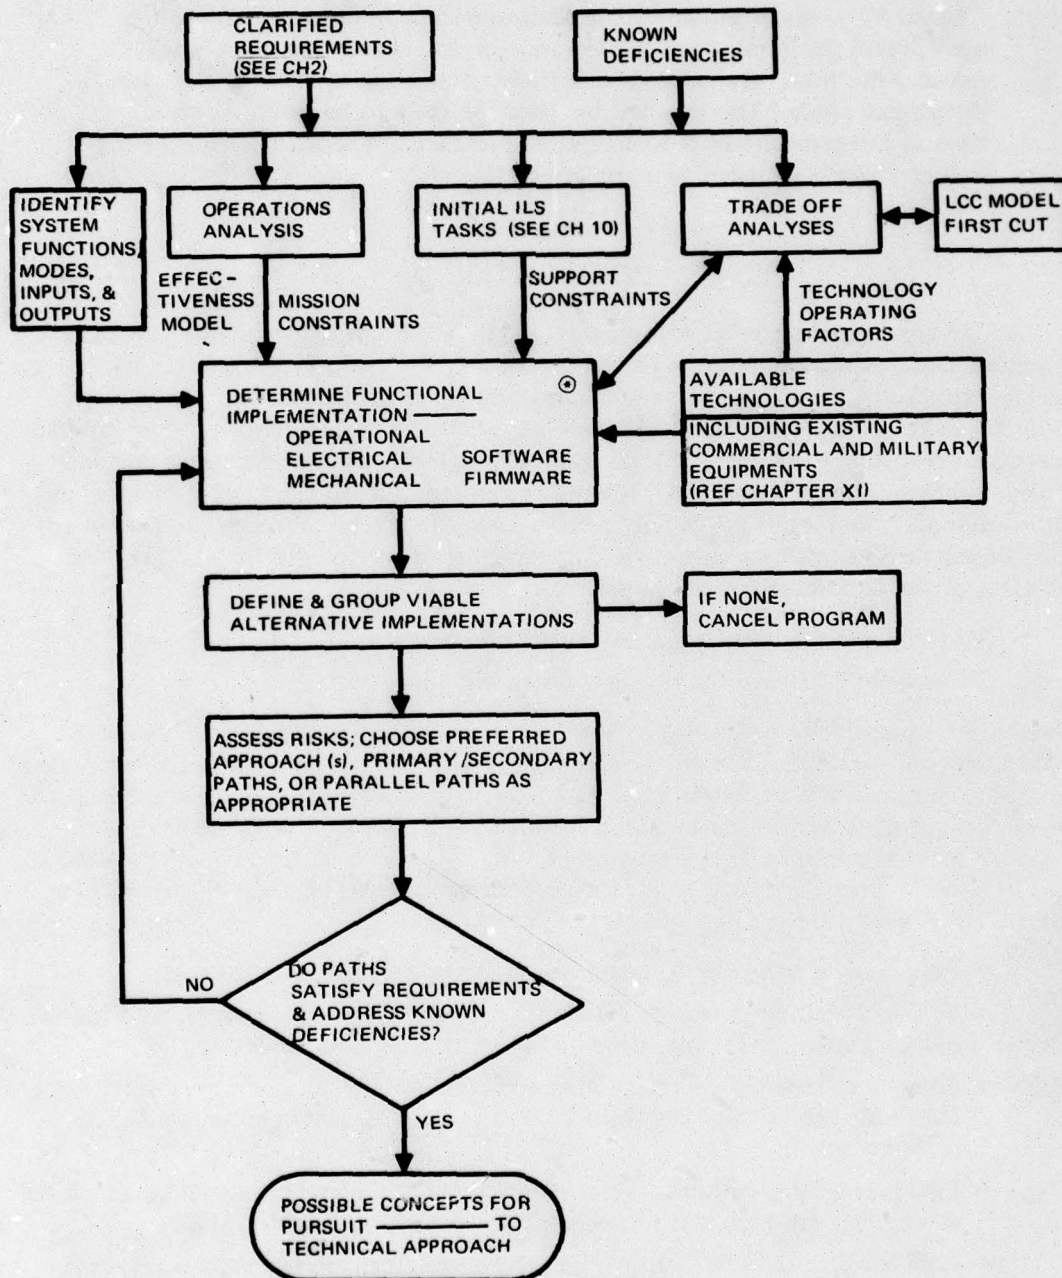 CLARIFIED
REQUIREMENTS
(SEE CH2)
KNOWN
DEFICIENCIES
IDENTIFY
SYSTEM
FUNCTIONS,
MODES,
INPUTS, &
OUTPUTS
OPERATIONS
ANALYSIS
INITIAL ILS
TASKS (SEE CH 10)
TRADE OFF
ANALYSES
LCC MODEL
FIRST CUT
EFFEC-
TIVENESS
MODEL
MISSION
CONSTRAINTS
SUPPORT
CONSTRAINTS
TECHNOLOGY
OPERATING
FACTORS
DETERMINE FUNCTIONAL
IMPLEMENTATION ———
OPERATIONAL
ELECTRICAL SOFTWARE
MECHANICAL FIRMWARE
*
AVAILABLE
TECHNOLOGIES
INCLUDING EXISTING
COMMERCIAL AND MILITARY
EQUIPMENTS
(REF CHAPTER XI)
DEFINE & GROUP VIABLE
ALTERNATIVE IMPLEMENTATIONS
IF NONE,
CANCEL PROGRAM
ASSESS RISKS; CHOOSE PREFERRED
APPROACH (s), PRIMARY/SECONDARY
PATHS, OR PARALLEL PATHS AS
APPROPRIATE
NO
DO PATHS
SATISFY REQUIREMENTS
& ADDRESS KNOWN
DEFICIENCIES?
YES
POSSIBLE CONCEPTS FOR
PURSUIT ——— TO
TECHNICAL APPROACH